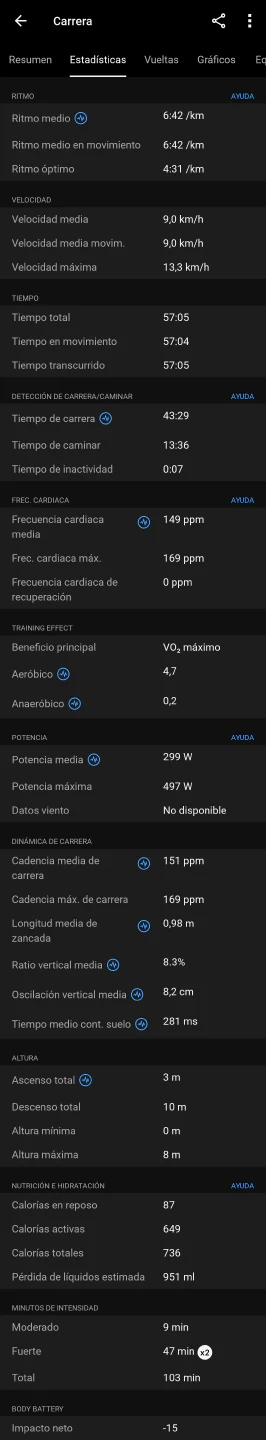 Carrera
Resumen Estadísticas Vueltas Gráficos Eq
RITMO AYUDA
Ritmo medio 6:42 /km
Ritmo medio en movimiento 6:42 /km
Ritmo óptimo 4:31 /km
VELOCIDAD
Velocidad media 9,0 km/h
Velocidad media movim. 9,0 km/h
Velocidad máxima 13,3 km/h
TIEMPO
Tiempo total 57:05
Tiempo en movimiento 57:04
Tiempo transcurrido 57:05
DETECCIÓN DE CARRERA/CAMINAR AYUDA
Tiempo de carrera 43:29
Tiempo de caminar 13:36
Tiempo de inactividad 0:07
FREC. CARDIACA AYUDA
Frecuencia cardiaca 149 ppm
media
Frec. cardiaca máx. 169 ppm
Frecuencia cardiaca de 0 ppm
recuperación
TRAINING EFFECT
Beneficio principal VO₂ máximo
Aeróbico 4,7
Anaeróbico 0,2
POTENCIA AYUDA
Potencia media 299 W
Potencia máxima 497 W
Datos viento No disponible
DINÁMICA DE CARRERA
Cadencia media de 151 ppm
carrera
Cadencia máx. de carrera 169 ppm
Longitud media de 0,98 m
zancada
Ratio vertical media 8.3%
Oscilación vertical media 8,2 cm
Tiempo medio cont. suelo 281 ms
ALTURA
Ascenso total 3 m
Descenso total 10 m
Altura mínima 0 m
Altura máxima 8 m
NUTRICIÓN E HIDRATACIÓN AYUDA
Calorías en reposo 87
Calorías activas 649
Calorías totales 736
Pérdida de líquidos estimada 951 ml
MINUTOS DE INTENSIDAD
Moderado 9 min
Fuerte 47 min x2
Total 103 min
BODY BATTERY
Impacto neto -15